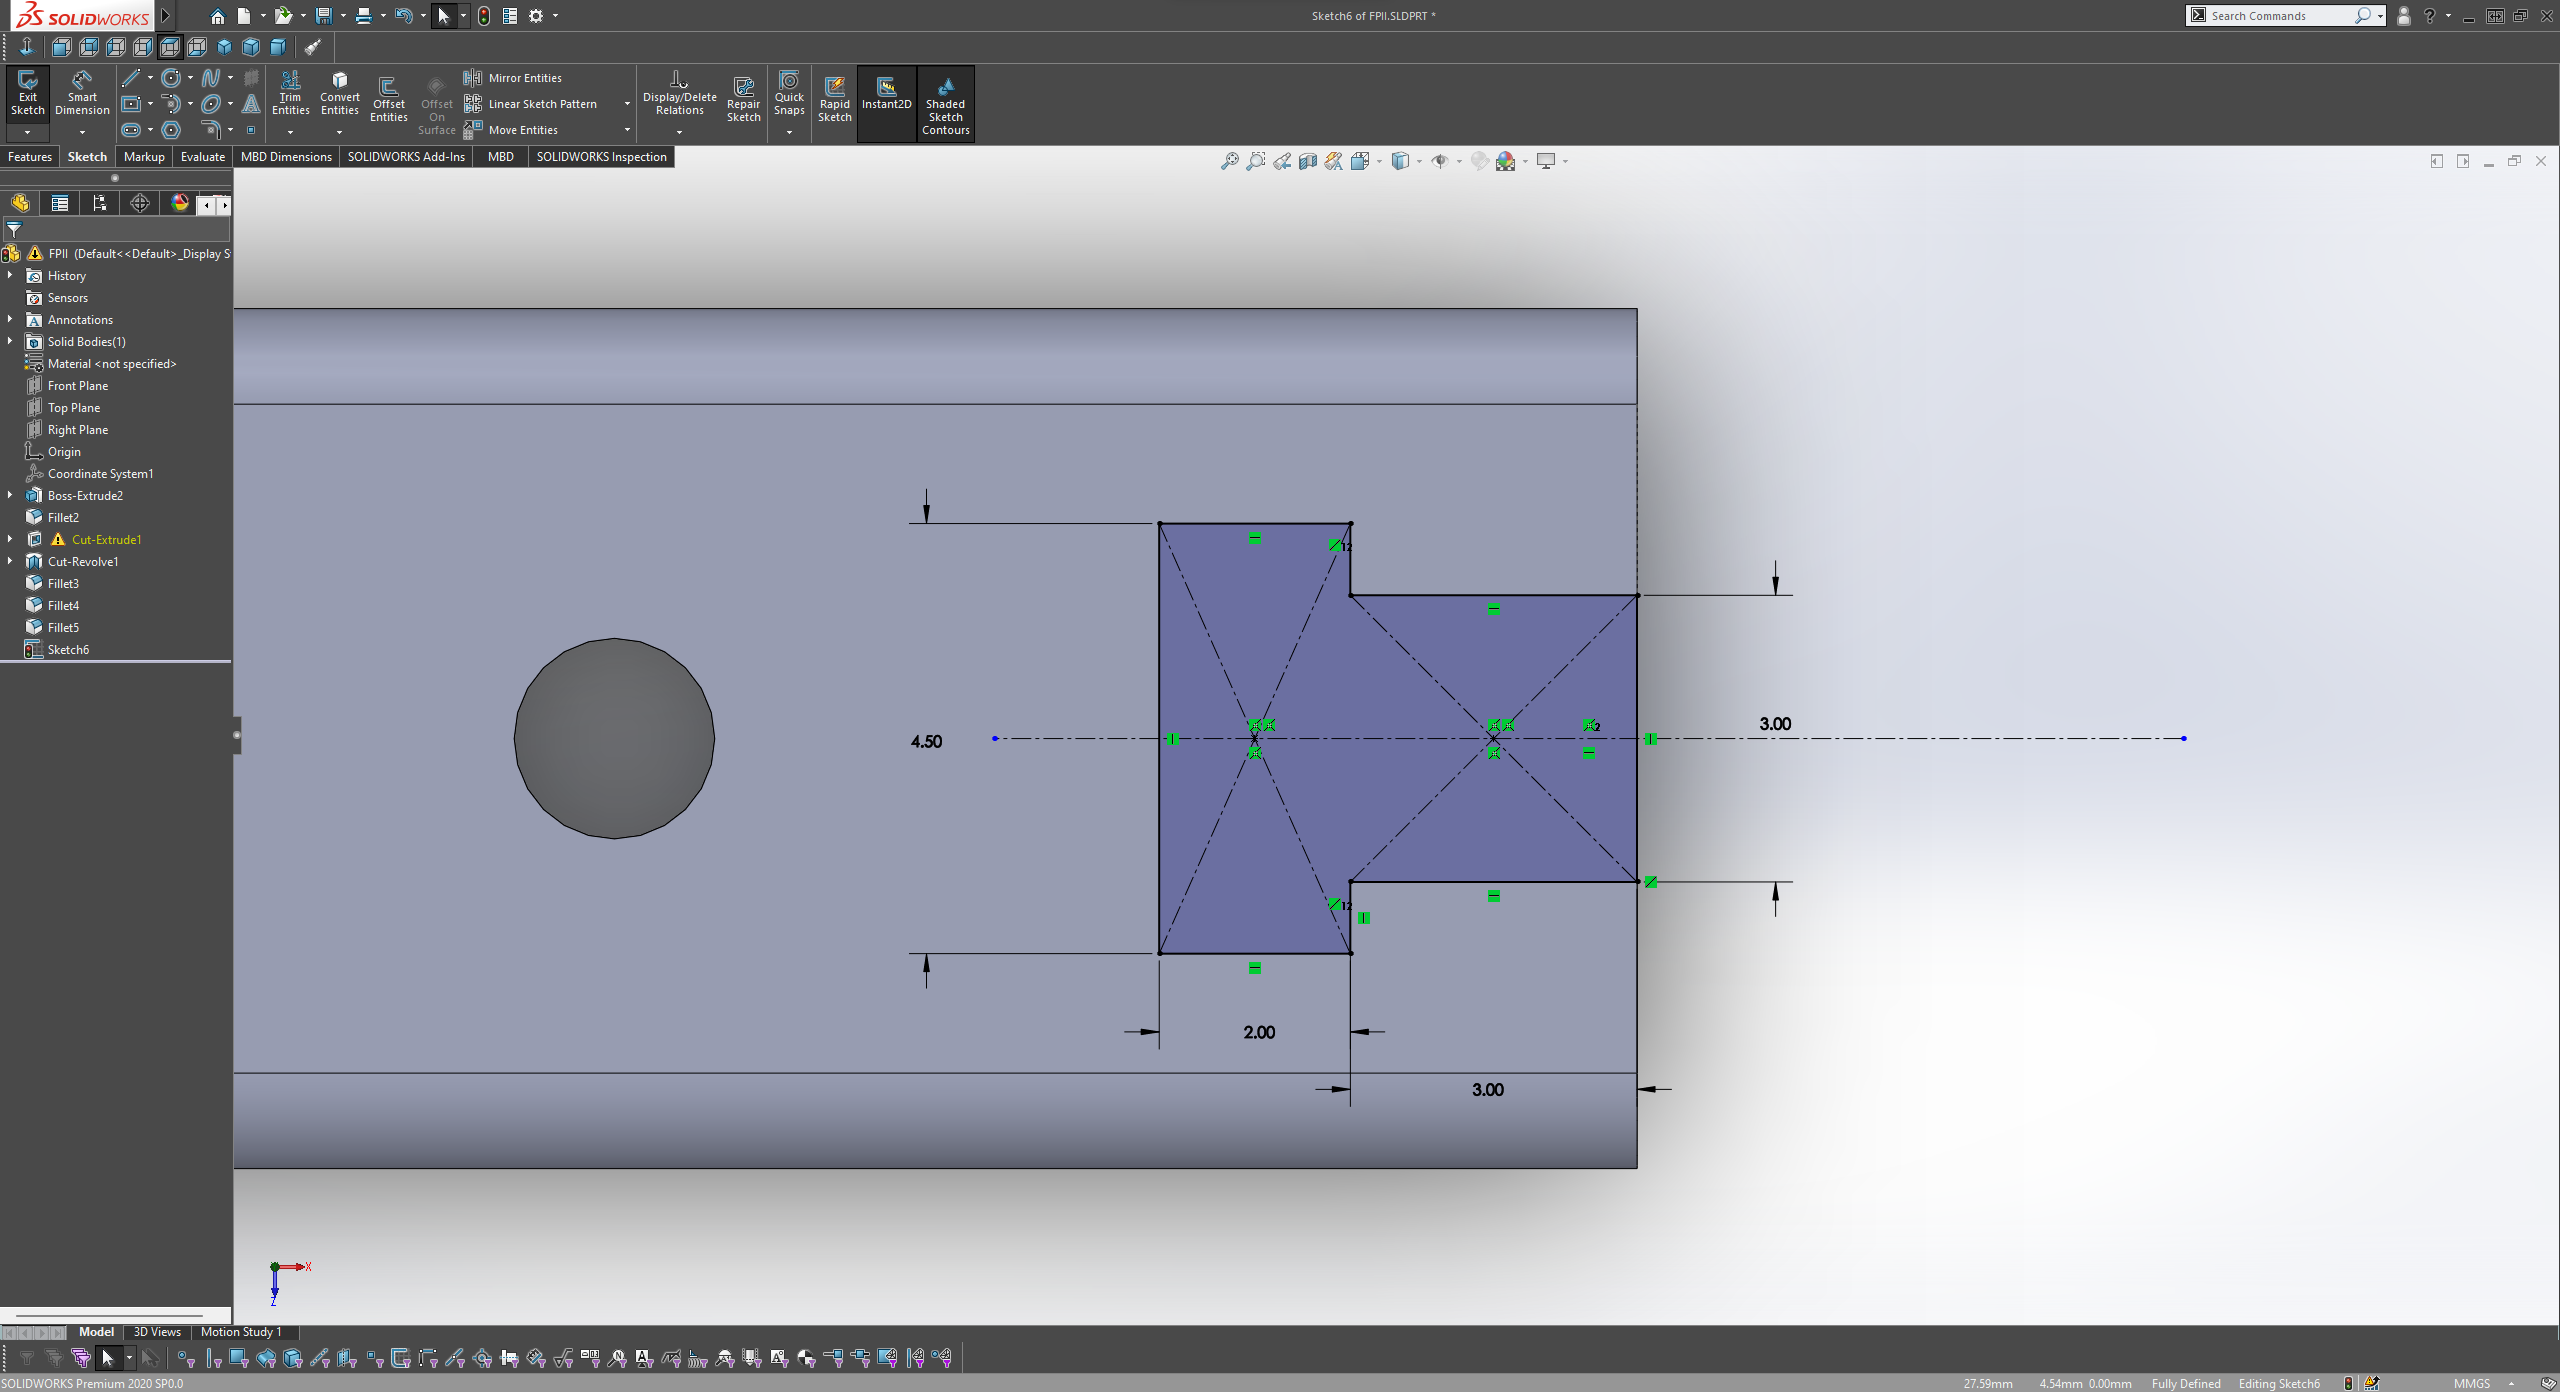 SOLIDWORKS
Sketch6 of FPII.SLDPRT *
Search Commands
Exit Sketch
Smart Dimension
Trim Entities
Convert Entities
Offset Entities
Offset On Surface
Mirror Entities
Linear Sketch Pattern
Move Entities
Display/Delete Relations
Repair Sketch
Quick Snaps
Rapid Sketch
Instant2D
Shaded Sketch Contours
Features Sketch Markup Evaluate MBD Dimensions SOLIDWORKS Add-Ins MBD SOLIDWORKS Inspection
FPII (Default<<Default>_Display S
History
Sensors
Annotations
Solid Bodies(1)
Material <not specified>
Front Plane
Top Plane
Right Plane
Origin
Coordinate System1
Boss-Extrude2
Fillet2
Cut-Extrude1
Cut-Revolve1
Fillet3
Fillet4
Fillet5
Sketch6
12
2
3.00
4.50
12
2.00
3.00
X
Z
Model 3D Views Motion Study 1
SOLIDWORKS Premium 2020 SP0.0
27.59mm 4.54mm 0.00mm Fully Defined Editing Sketch6 MMGS